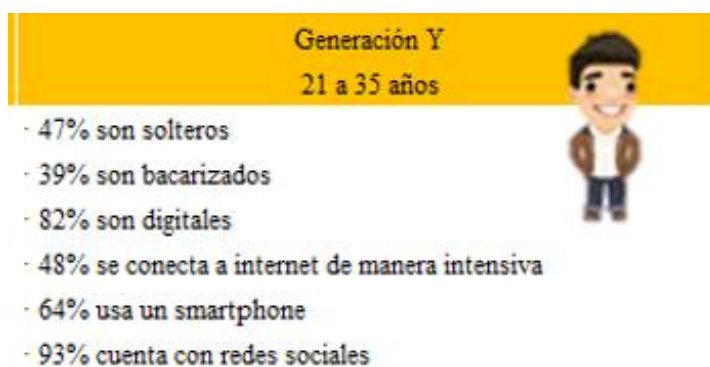 Generación Y
21 a 35 años
· 47% son solteros
· 39% son bacarizados
· 82% son digitales
· 48% se conecta a internet de manera intensiva
· 64% usa un smartphone
· 93% cuenta con redes sociales